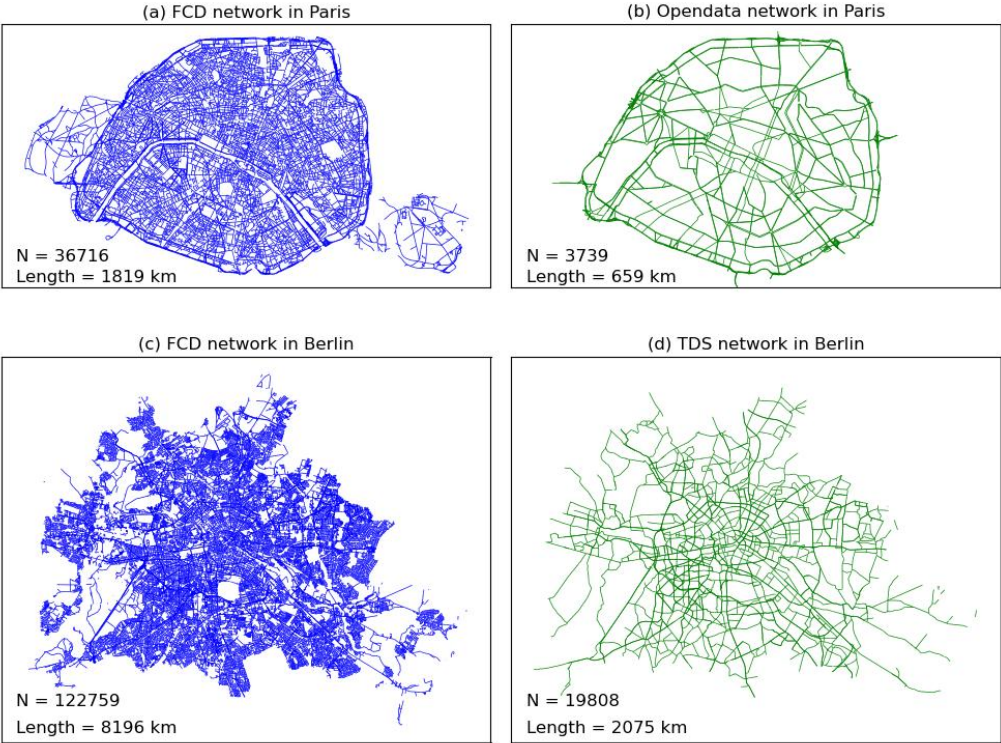 (a) FCD network in Paris
N = 36716
Length = 1819 km
(b) Opendata network in Paris
N = 3739
Length = 659 km
(c) FCD network in Berlin
N = 122759
Length = 8196 km
(d) TDS network in Berlin
N = 19808
Length = 2075 km